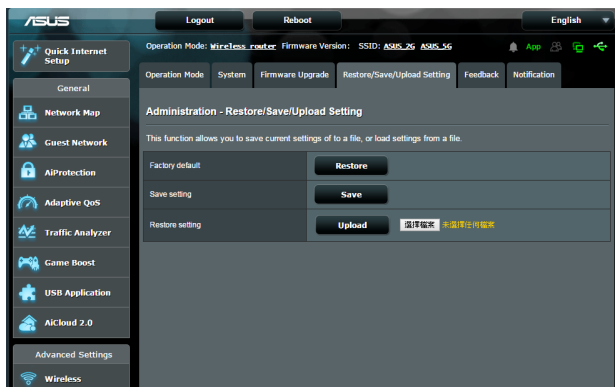 ASUS
Logout
Reboot
English
Quick Internet Setup
Operation Mode: Wireless router Firmware Version: SSID: ASUS_2G ASUS_5G
App
Operation Mode
System
Firmware Upgrade
Restore/Save/Upload Setting
Feedback
Notification
General
Network Map
Guest Network
AiProtection
Adaptive QoS
Traffic Analyzer
Game Boost
USB Application
AiCloud 2.0
Advanced Settings
Wireless
Administration - Restore/Save/Upload Setting
This function allows you to save current settings of to a file, or load settings from a file.
Factory default
Restore
Save setting
Save
Restore setting
Upload
選擇檔案 未選擇任何檔案